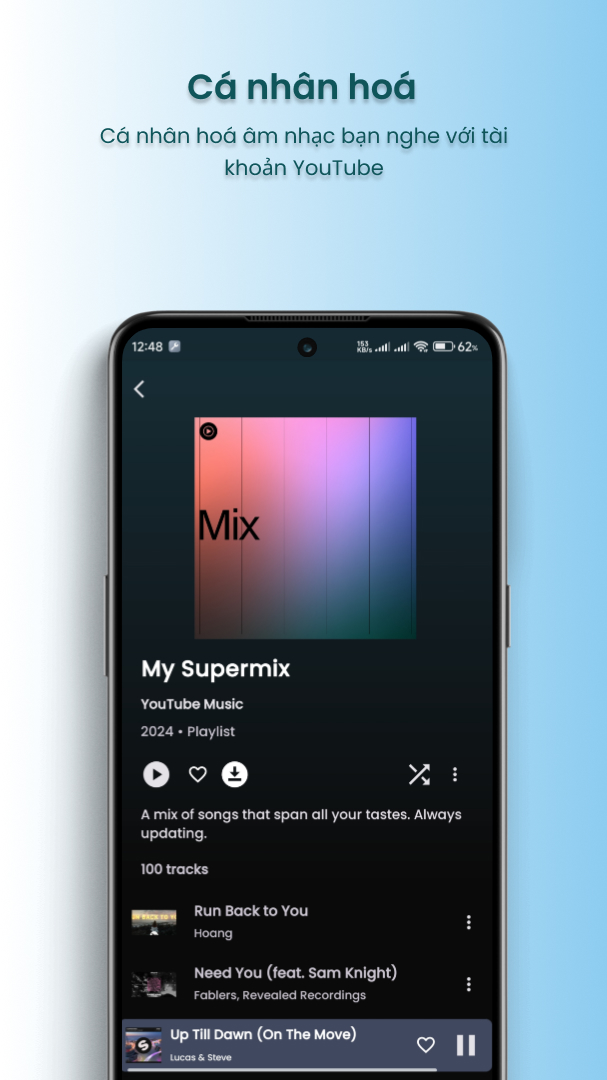 Cá nhân hoá
Cá nhân hoá âm nhạc bạn nghe với tài
khoản YouTube
12:48
153
KB/s
62%
Mix
My Supermix
YouTube Music
2024 • Playlist
A mix of songs that span all your tastes. Always
updating.
100 tracks
Run Back to You
Hoang
Need You (feat. Sam Knight)
Fablers, Revealed Recordings
Up Till Dawn (On The Move)
Lucas & Steve